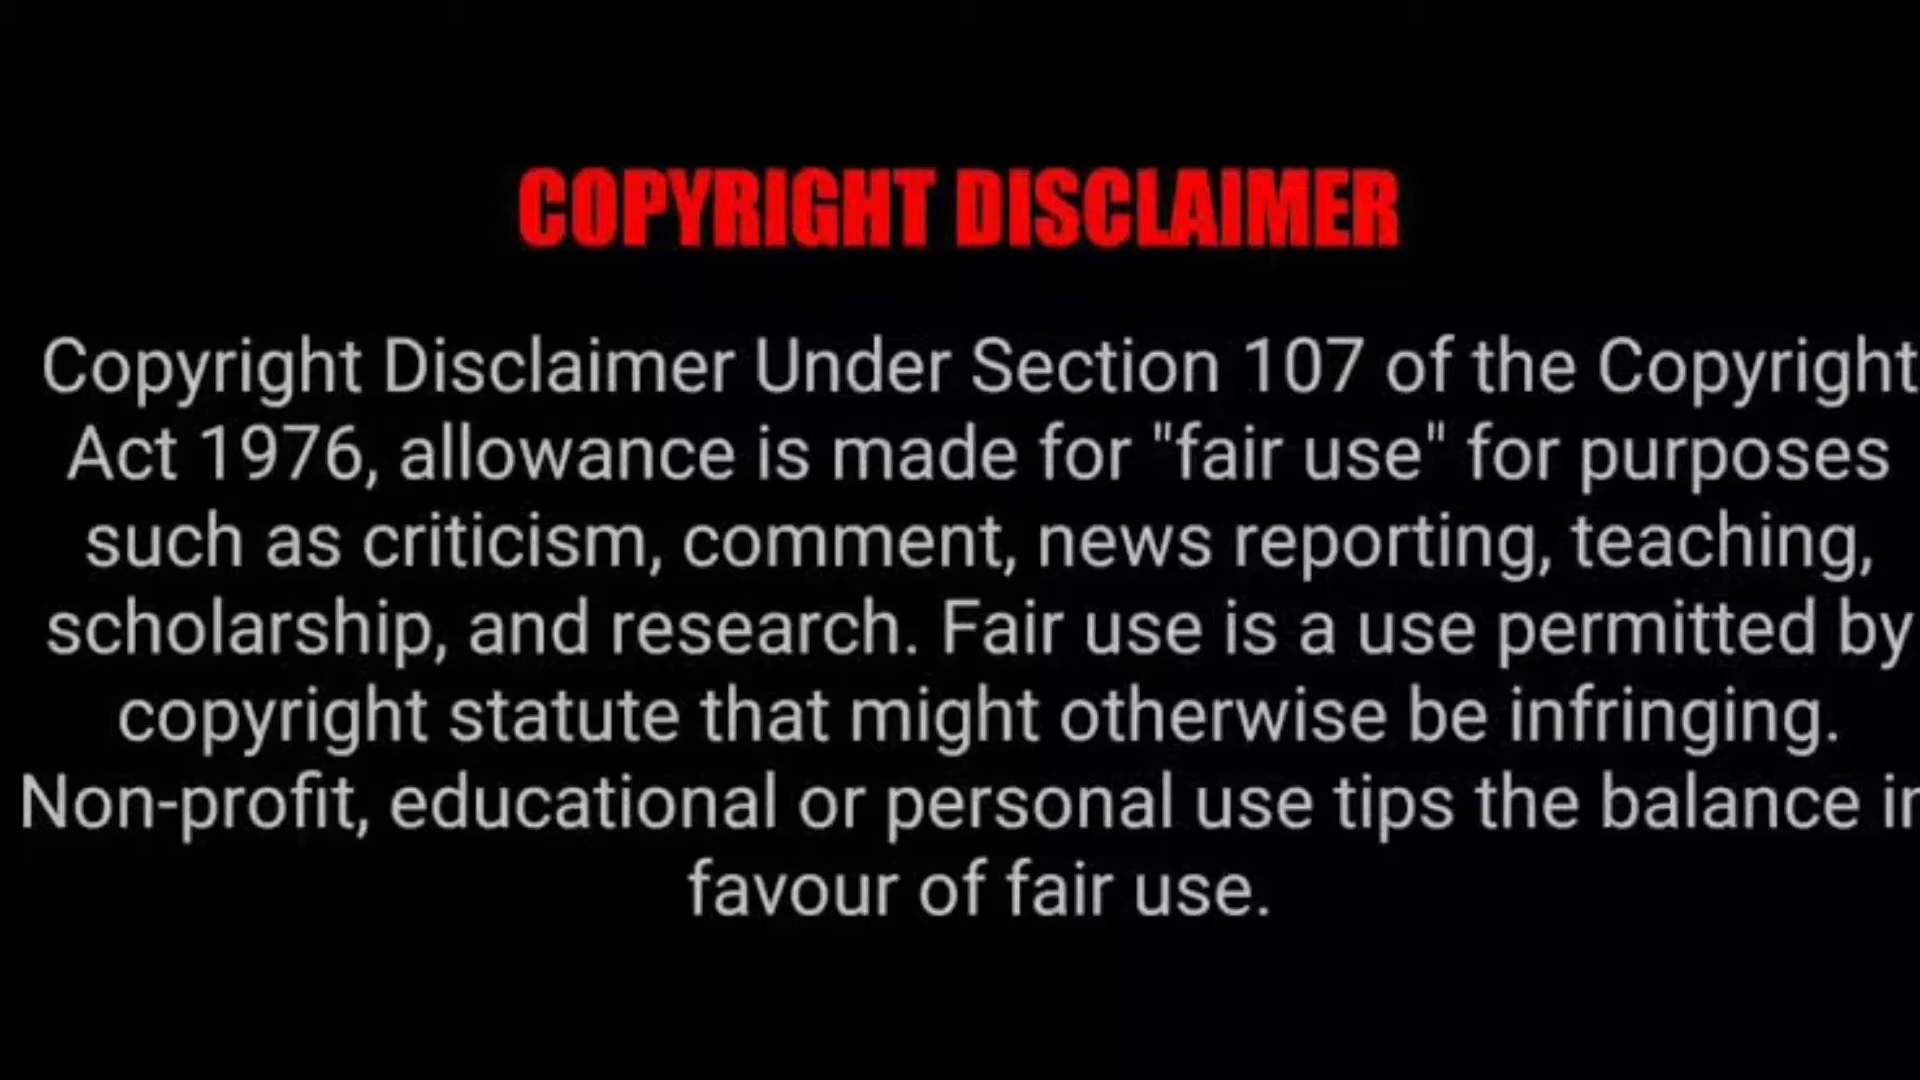 COPYRIGHT DISCLAIMER
Copyright Disclaimer Under Section 107 of the Copyright
Act 1976, allowance is made for "fair use" for purposes
such as criticism, comment, news reporting, teaching,
scholarship, and research. Fair use is a use permitted by
copyright statute that might otherwise be infringing.
Non-profit, educational or personal use tips the balance in
favour of fair use.